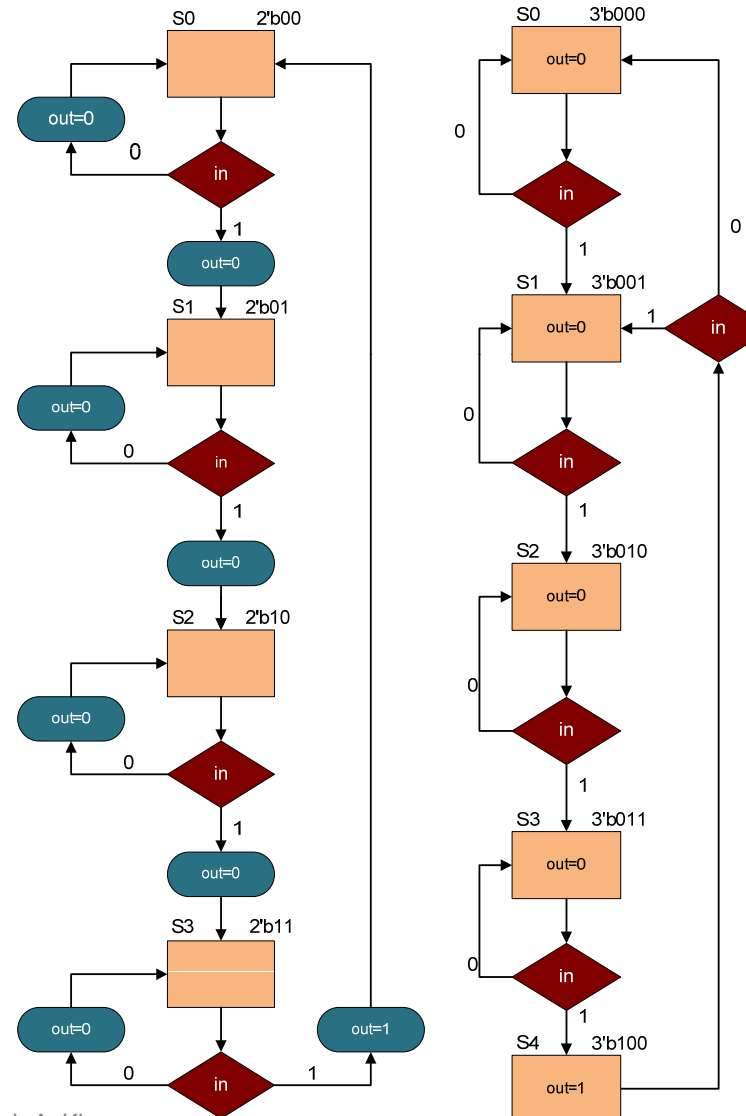 S0 2'b00
out=0
0
in
1
out=0
S1 2'b01
out=0
0
in
1
out=0
S2 2'b10
out=0
0
in
1
out=0
S3 2'b11
out=0
0
in
1
out=1
S0 3'b000
out=0
0
in
1
0
S1 3'b001
out=0
1
in
0
in
1
S2 3'b010
out=0
0
in
1
S3 3'b011
out=0
0
in
1
S4 3'b100
out=1